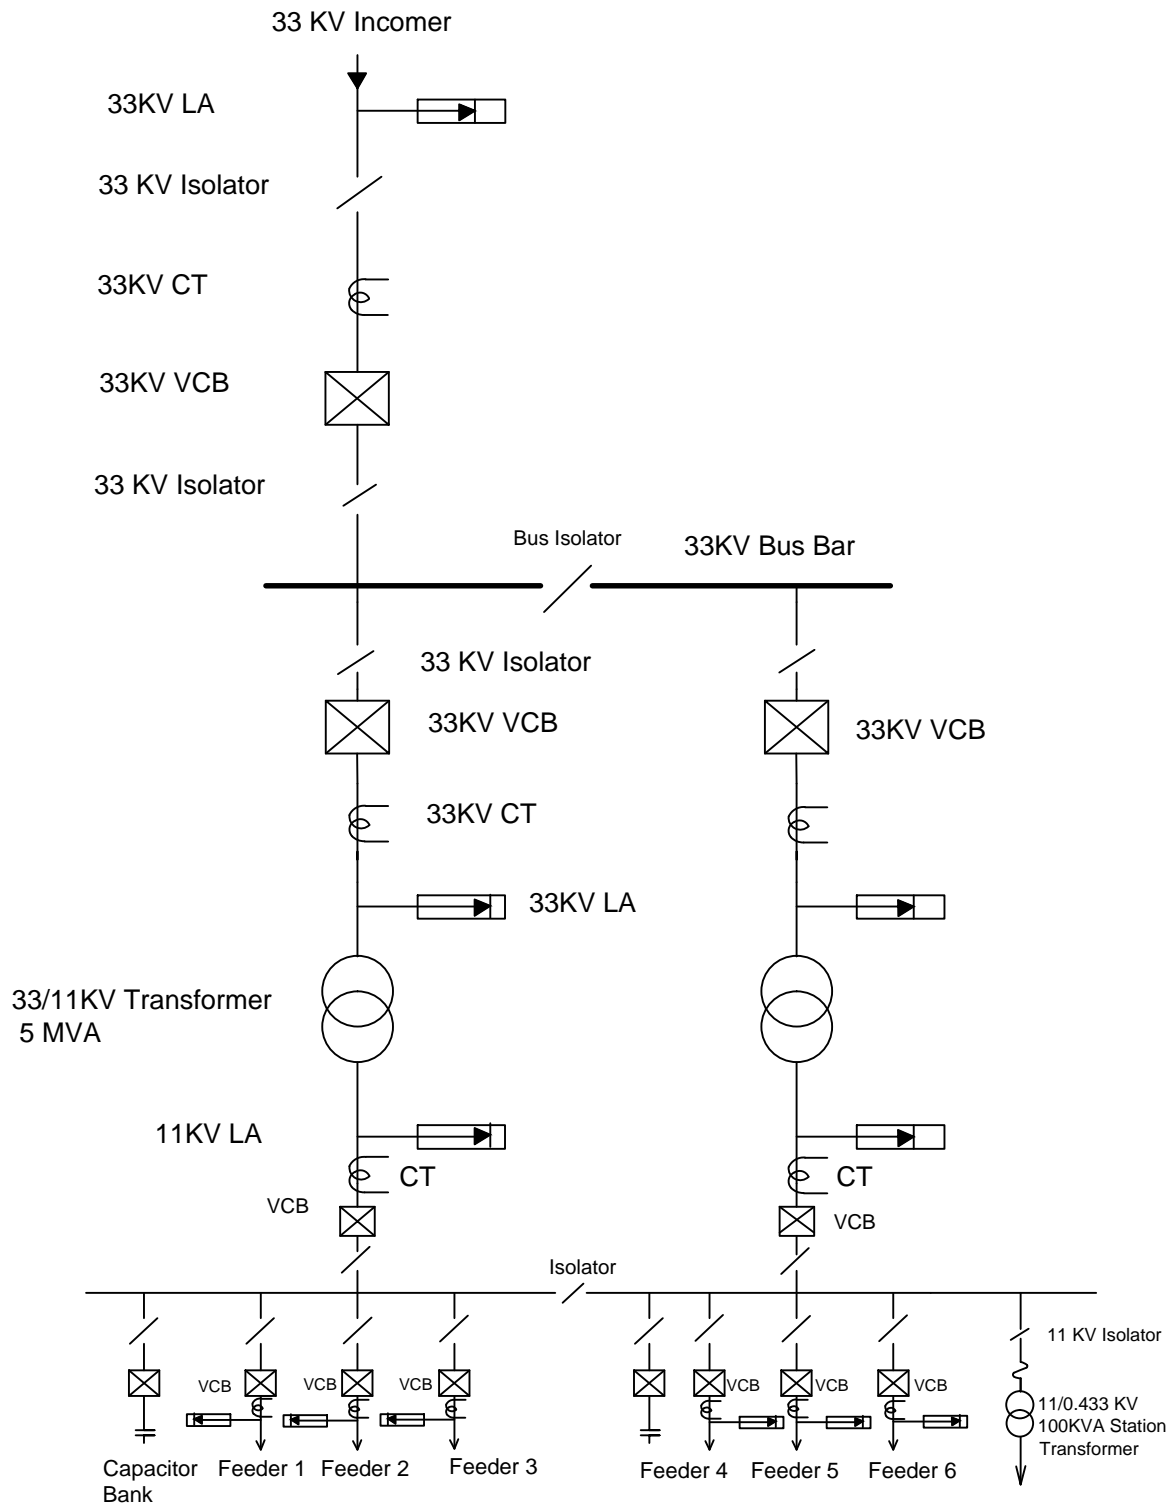 33 KV Incomer
33KV LA
33 KV Isolator
33KV CT
33KV VCB
33 KV Isolator
Bus Isolator
33KV Bus Bar
33 KV Isolator
33KV VCB
33KV VCB
33KV CT
33KV LA
33/11KV Transformer
5 MVA
11KV LA
CT
CT
VCB
VCB
Isolator
11 KV Isolator
VCB
VCB
VCB
VCB
VCB
VCB
11/0.433 KV
100KVA Station
Transformer
Capacitor
Bank
Feeder 1
Feeder 2
Feeder 3
Feeder 4
Feeder 5
Feeder 6